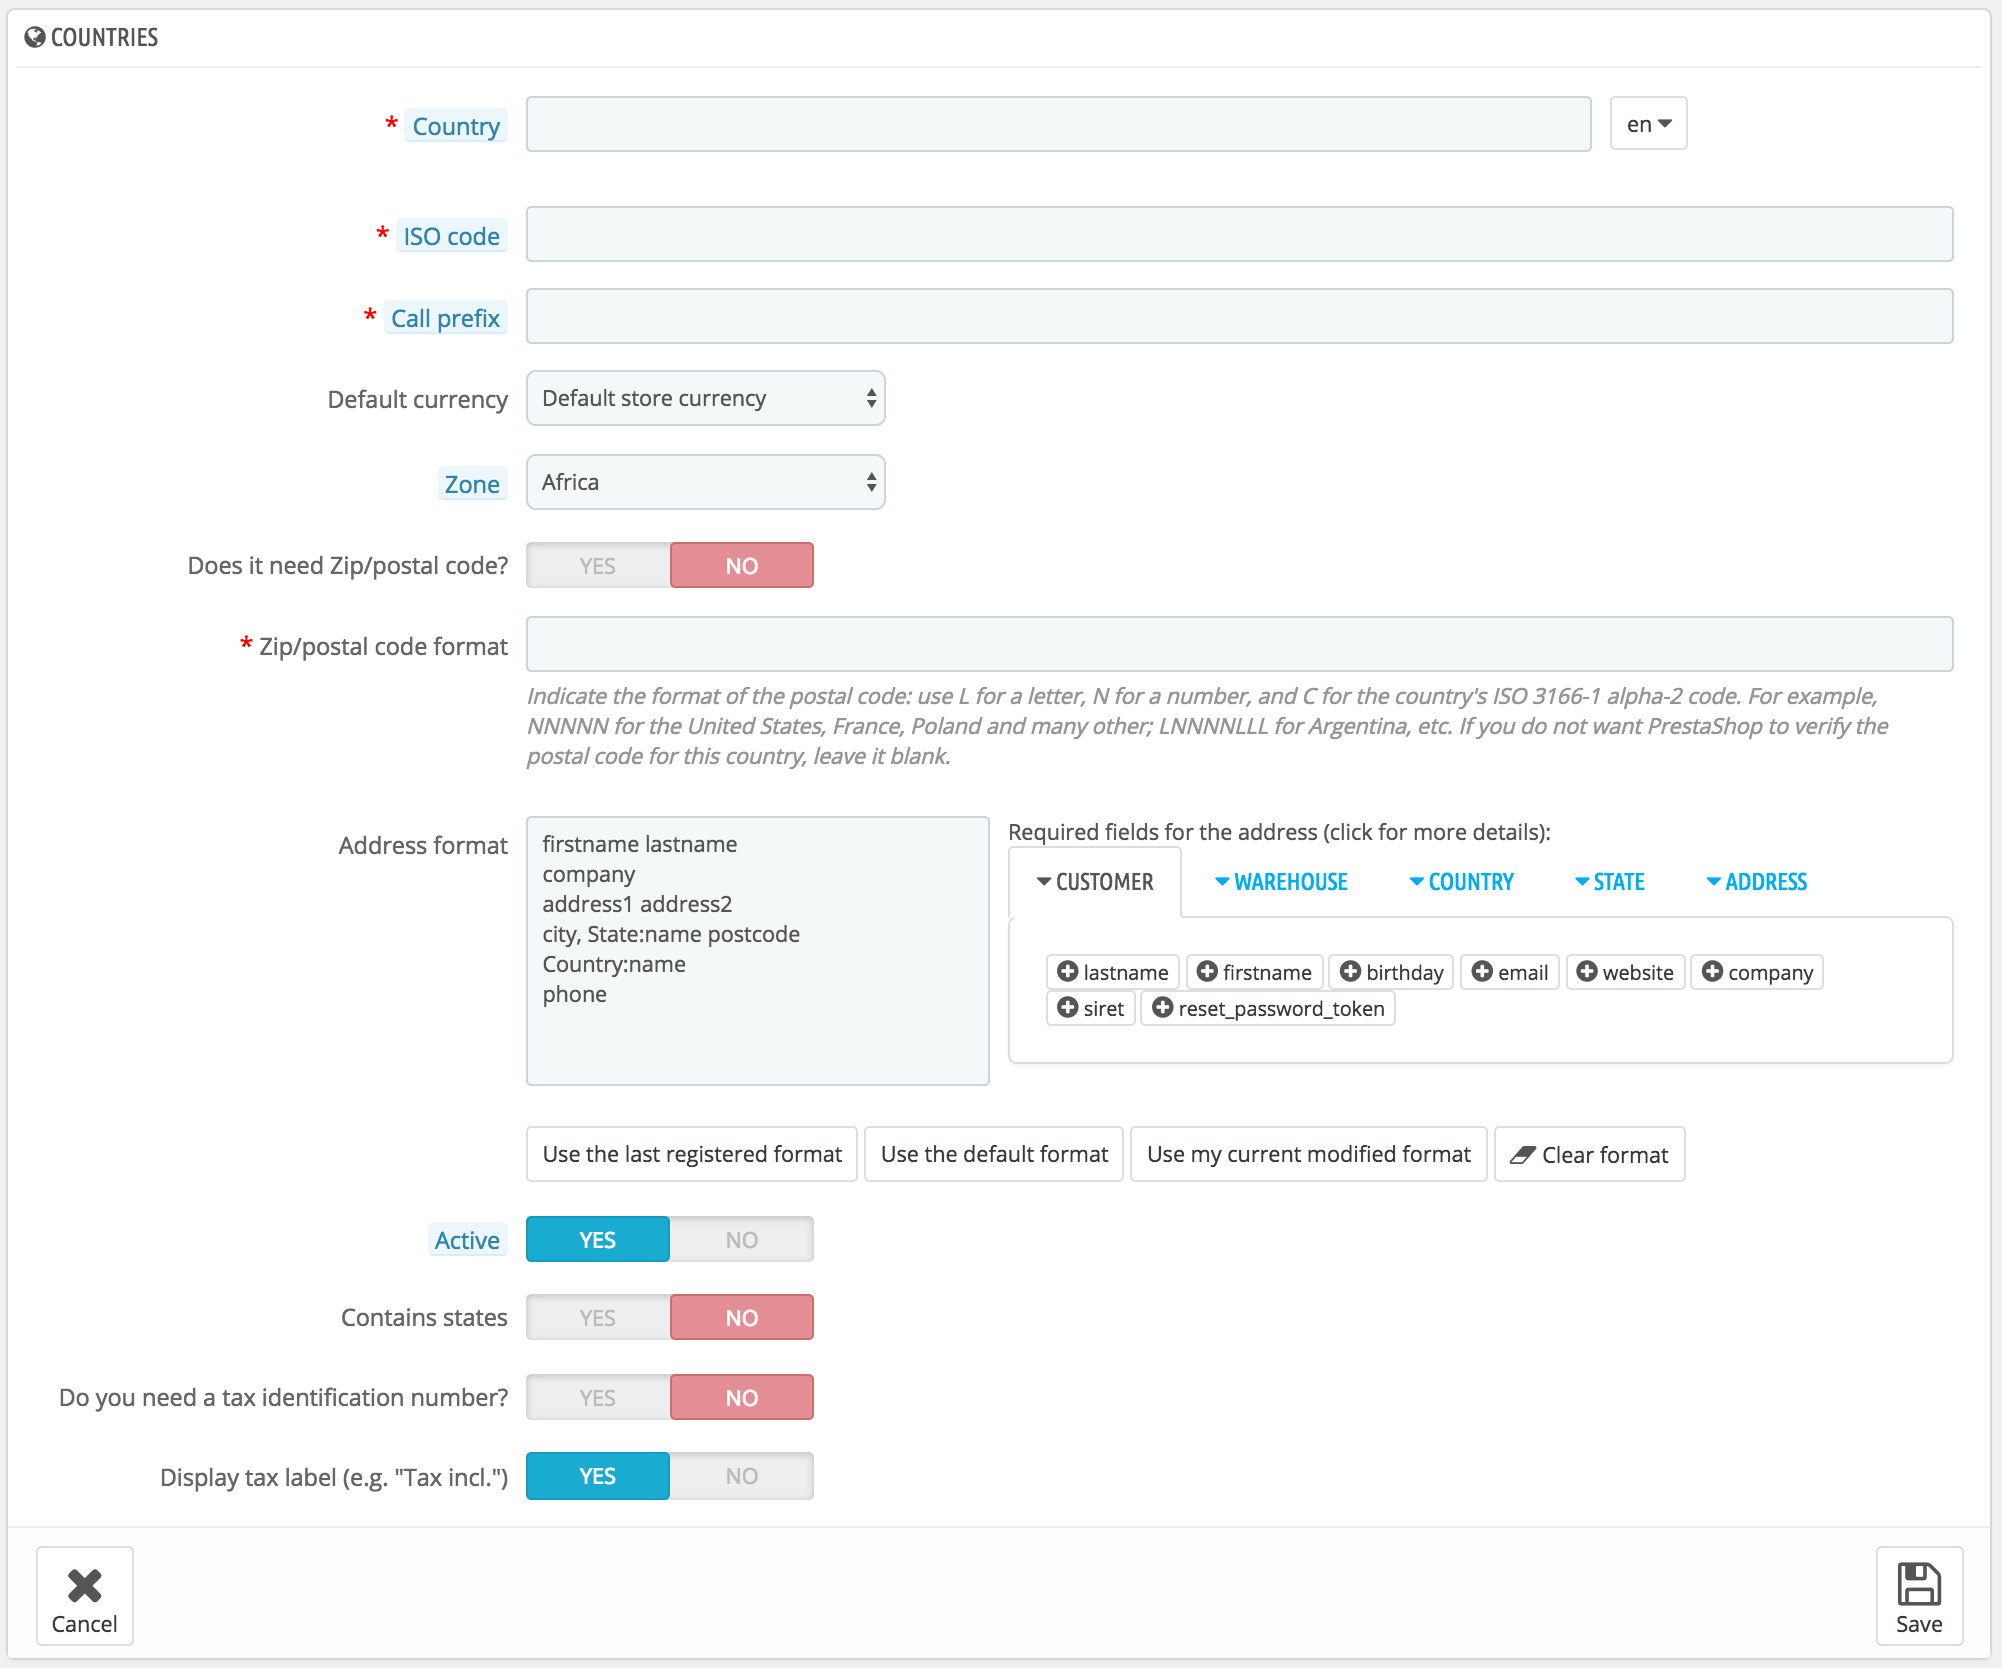 COUNTRIES
* Country
en
* ISO code
* Call prefix
Default currency Default store currency
Zone Africa
Does it need Zip/postal code? YES NO
* Zip/postal code format
Indicate the format of the postal code: use L for a letter, N for a number, and C for the country's ISO 3166-1 alpha-2 code. For example,
NNNNN for the United States, France, Poland and many other; LNNNNLLL for Argentina, etc. If you do not want PrestaShop to verify the
postal code for this country, leave it blank.
Address format
firstname lastname
company
address1 address2
city, State:name postcode
Country:name
phone
Required fields for the address (click for more details):
CUSTOMER WAREHOUSE COUNTRY STATE ADDRESS
lastname firstname birthday email website company
siret reset_password_token
Use the last registered format Use the default format Use my current modified format Clear format
Active YES NO
Contains states YES NO
Do you need a tax identification number? YES NO
Display tax label (e.g. "Tax incl.") YES NO
Cancel Save